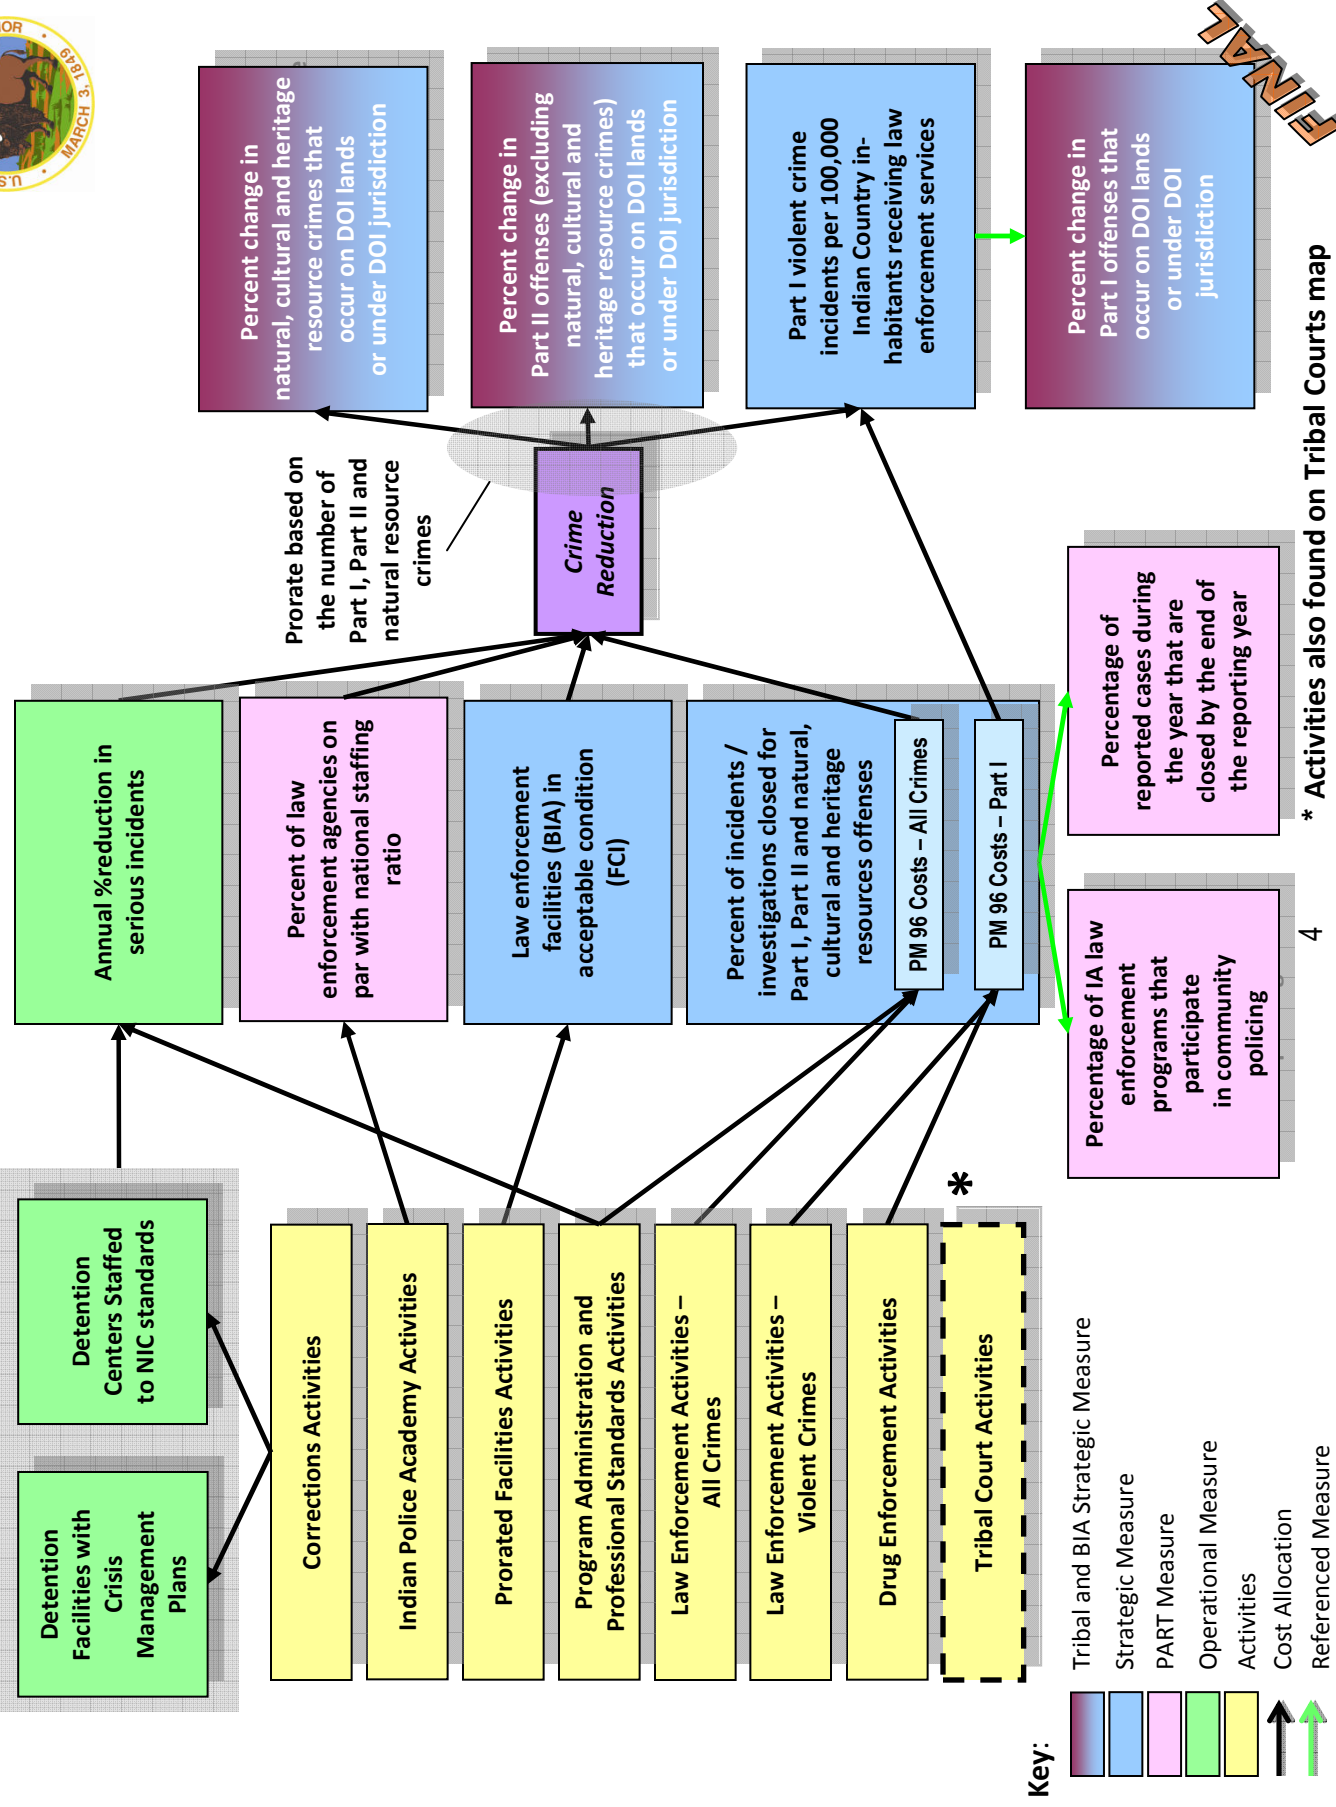 U.S.
MARCH 3, 1849
FINAL
Detention
Facilities with
Crisis
Management
Plans
Detention
Centers Staffed
to NIC standards
Corrections Activities
Indian Police Academy Activities
Prorated Facilities Activities
Program Administration and
Professional Standards Activities
Law Enforcement Activities –
All Crimes
Law Enforcement Activities –
Violent Crimes
Drug Enforcement Activities
Tribal Court Activities
*
Annual %reduction in
serious incidents
Percent of law
enforcement agencies on
par with national staffing
ratio
Law enforcement
facilities (BIA) in
acceptable condition
(FCI)
Percent of incidents /
investigations closed for
Part I, Part II and natural,
cultural and heritage
resources offenses
PM 96 Costs – All Crimes
PM 96 Costs – Part I
Percentage of IA law
enforcement
programs that
participate
in community
policing
Percentage of
reported cases during
the year that are
closed by the end of
the reporting year
Prorate based on
the number of
Part I, Part II and
natural resource
crimes
Crime
Reduction
Percent change in
natural, cultural and heritage
resource crimes that
occur on DOI lands
or under DOI jurisdiction
Percent change in
Part II offenses (excluding
natural, cultural and
heritage resource crimes)
that occur on DOI lands
or under DOI jurisdiction
Part I violent crime
incidents per 100,000
Indian Country in-
habitants receiving law
enforcement services
Percent change in
Part I offenses that
occur on DOI lands
or under DOI
jurisdiction
Key:
Tribal and BIA Strategic Measure
Strategic Measure
PART Measure
Operational Measure
Activities
Cost Allocation
Referenced Measure
4
* Activities also found on Tribal Courts map